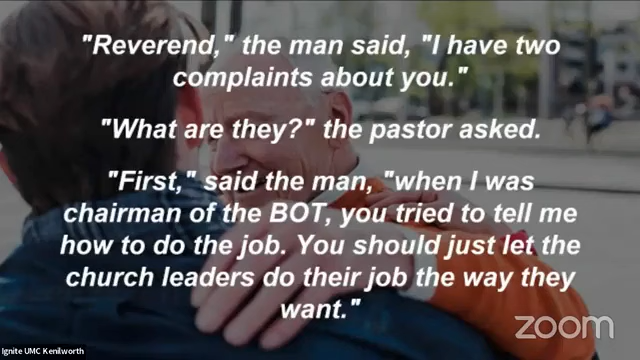 "Reverend," the man said, "I have two
complaints about you."
"What are they?" the pastor asked.
"First," said the man, "when I was
chairman of the BOT, you tried to tell me
how to do the job. You should just let the
church leaders do their job the way they
want."
zoom
Ignite UMC Kenilworth